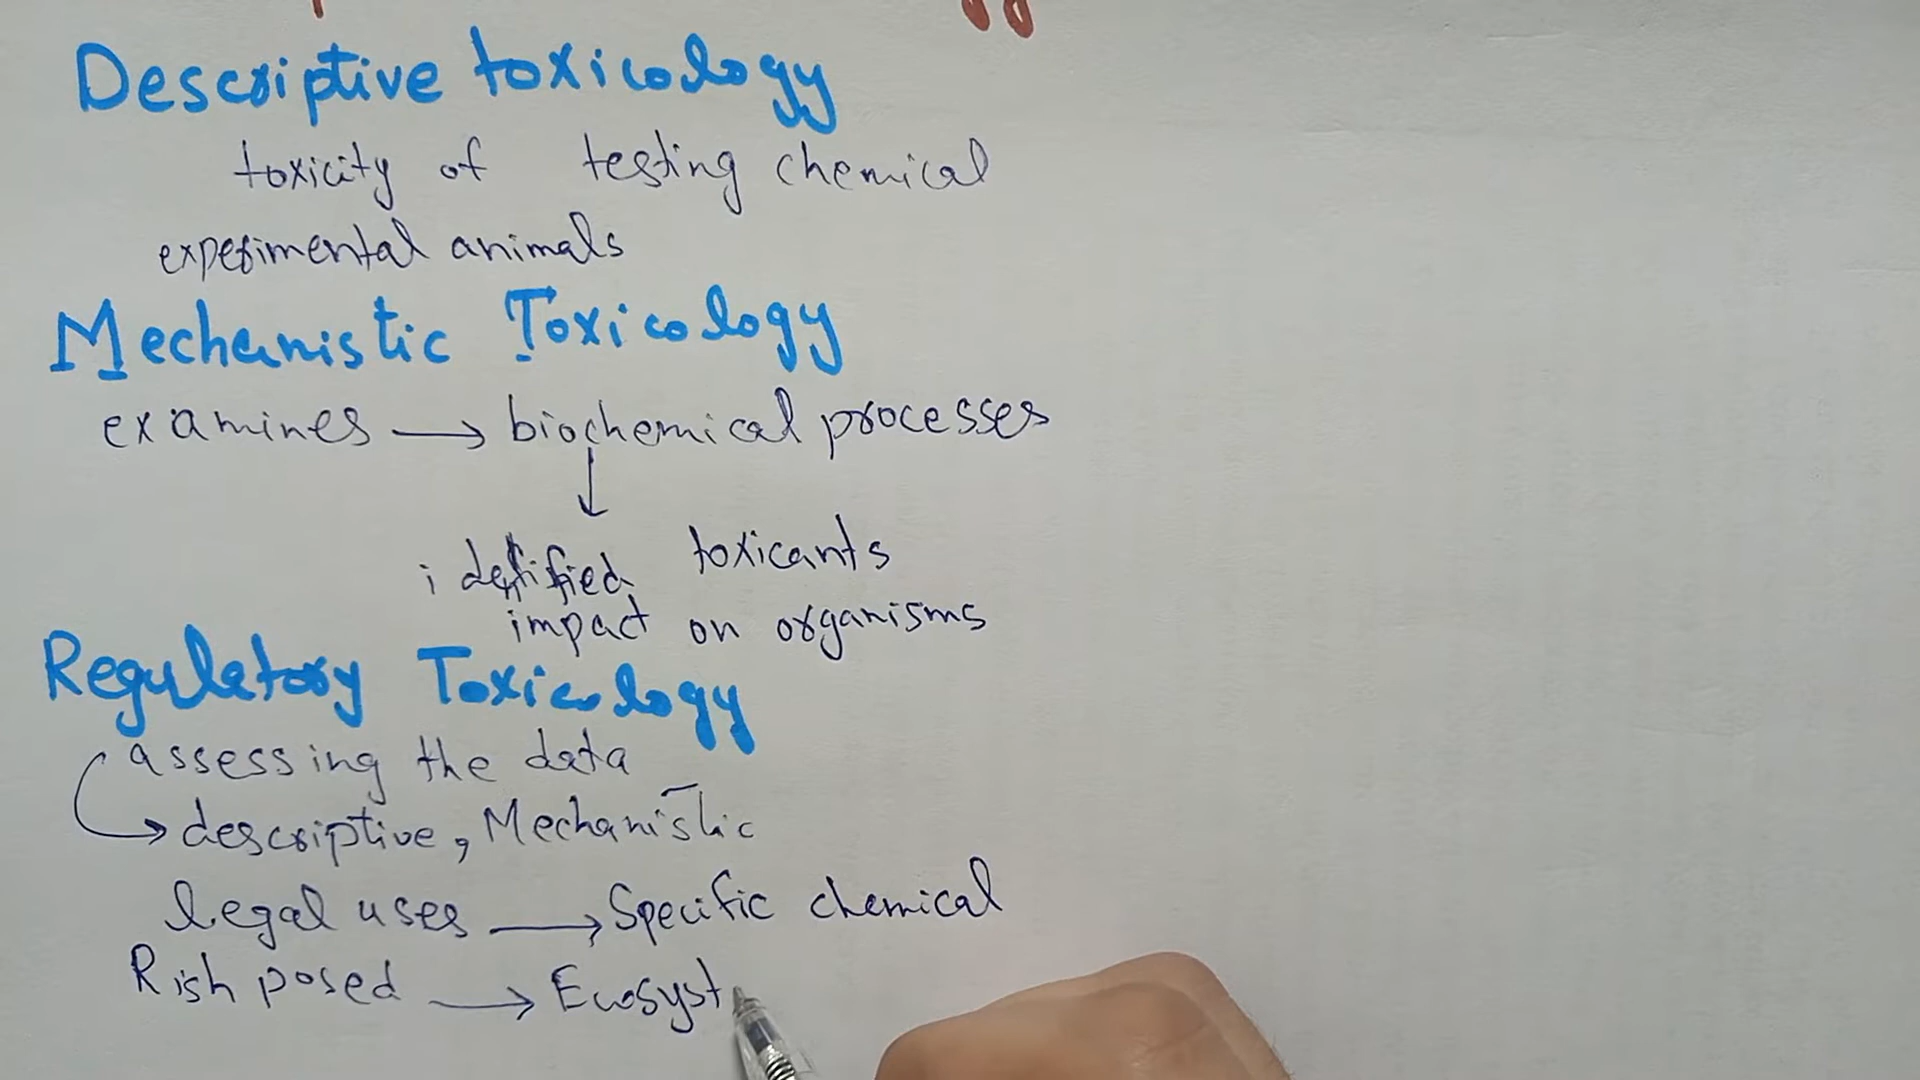 Descriptive toxicology
toxicity of testing chemical
experimental animals
Mechanistic Toxicology
examines → biochemical processes
↓
identified toxicants
impact on organisms
Regulatory Toxicology
assessing the data
→ descriptive, Mechanistic
legal uses → Specific chemical
Rish posed → Ecosyst